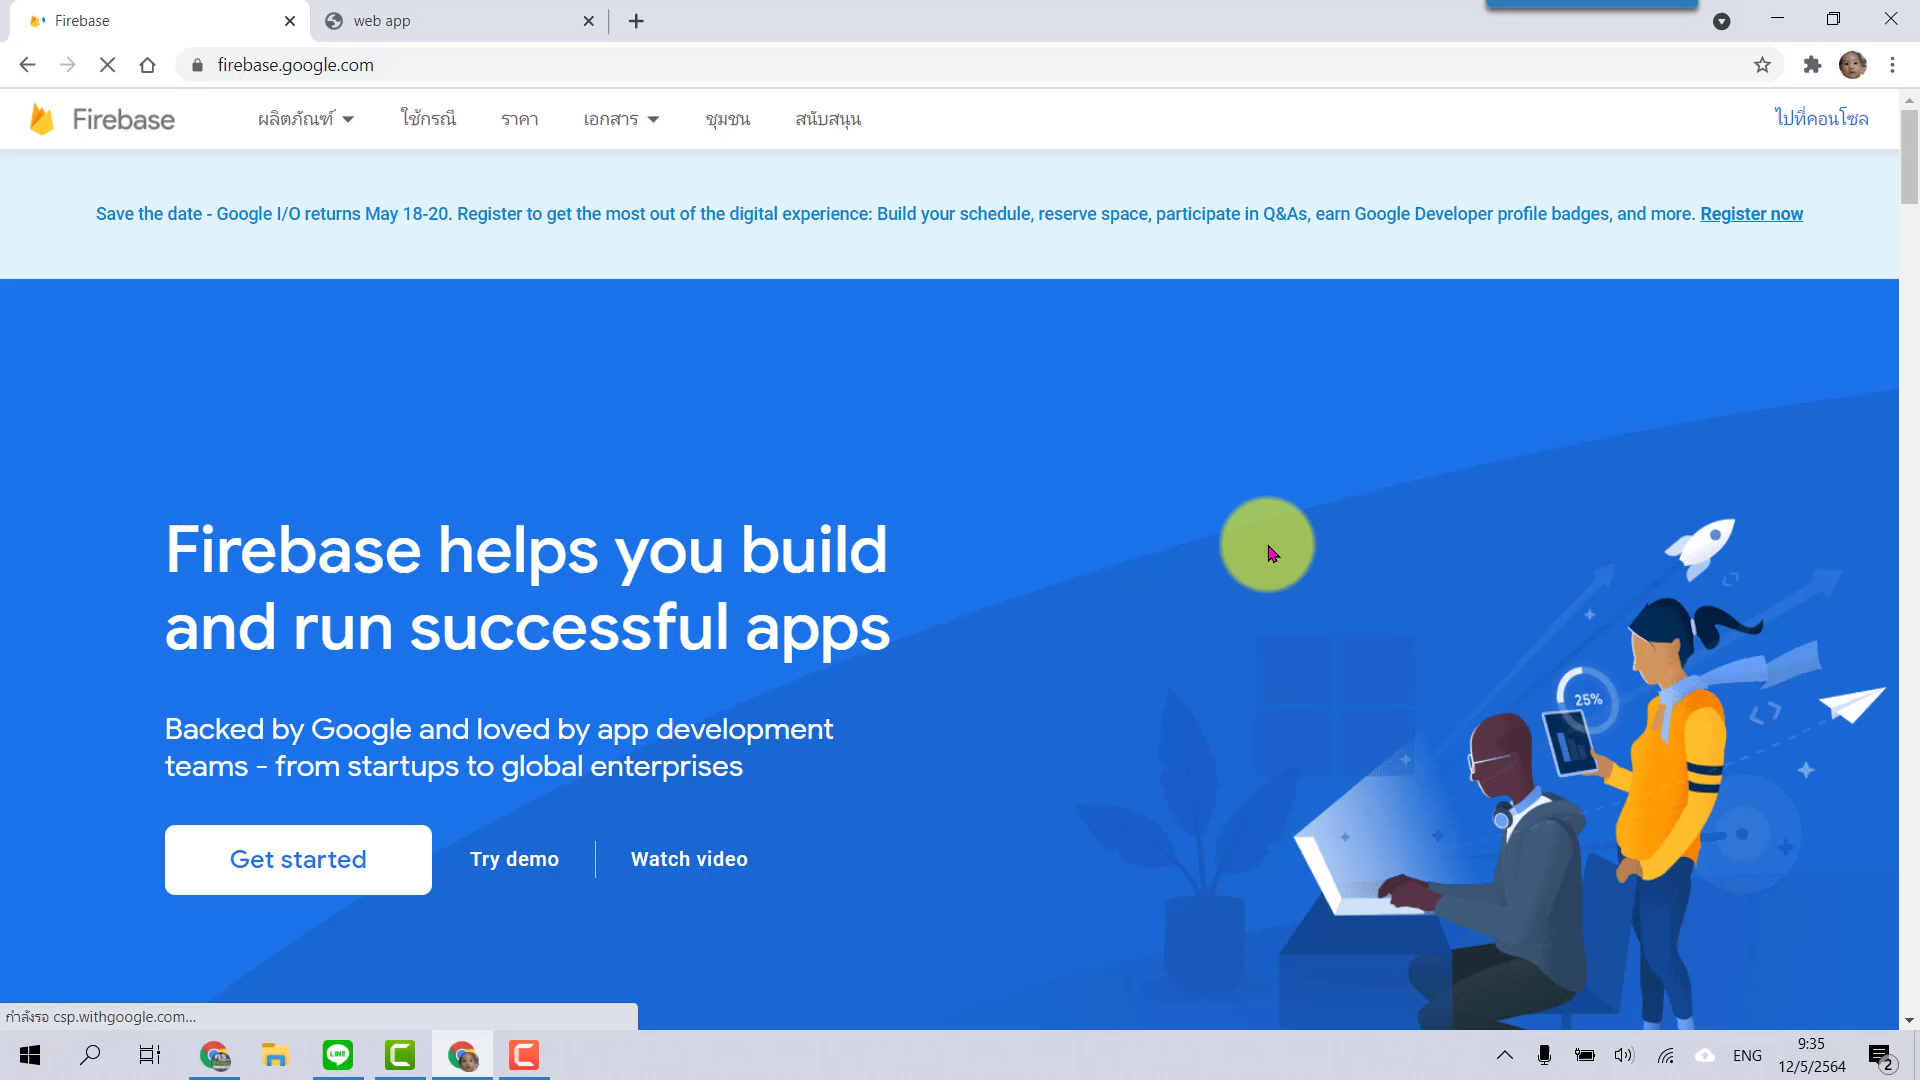 Firebase
web app
firebase.google.com
Firebase ผลิตภัณฑ์ ใช้กรณี ราคา เอกสาร ชุมชน สนับสนุน ไปที่คอนโซล
Save the date - Google I/O returns May 18-20. Register to get the most out of the digital experience: Build your schedule, reserve space, participate in Q&As, earn Google Developer profile badges, and more. Register now
Firebase helps you build
and run successful apps
25%
Backed by Google and loved by app development
teams - from startups to global enterprises
Get started Try demo Watch video
กำลังรอ csp.withgoogle.com...
LINE
ENG
9:35
12/5/2564
2